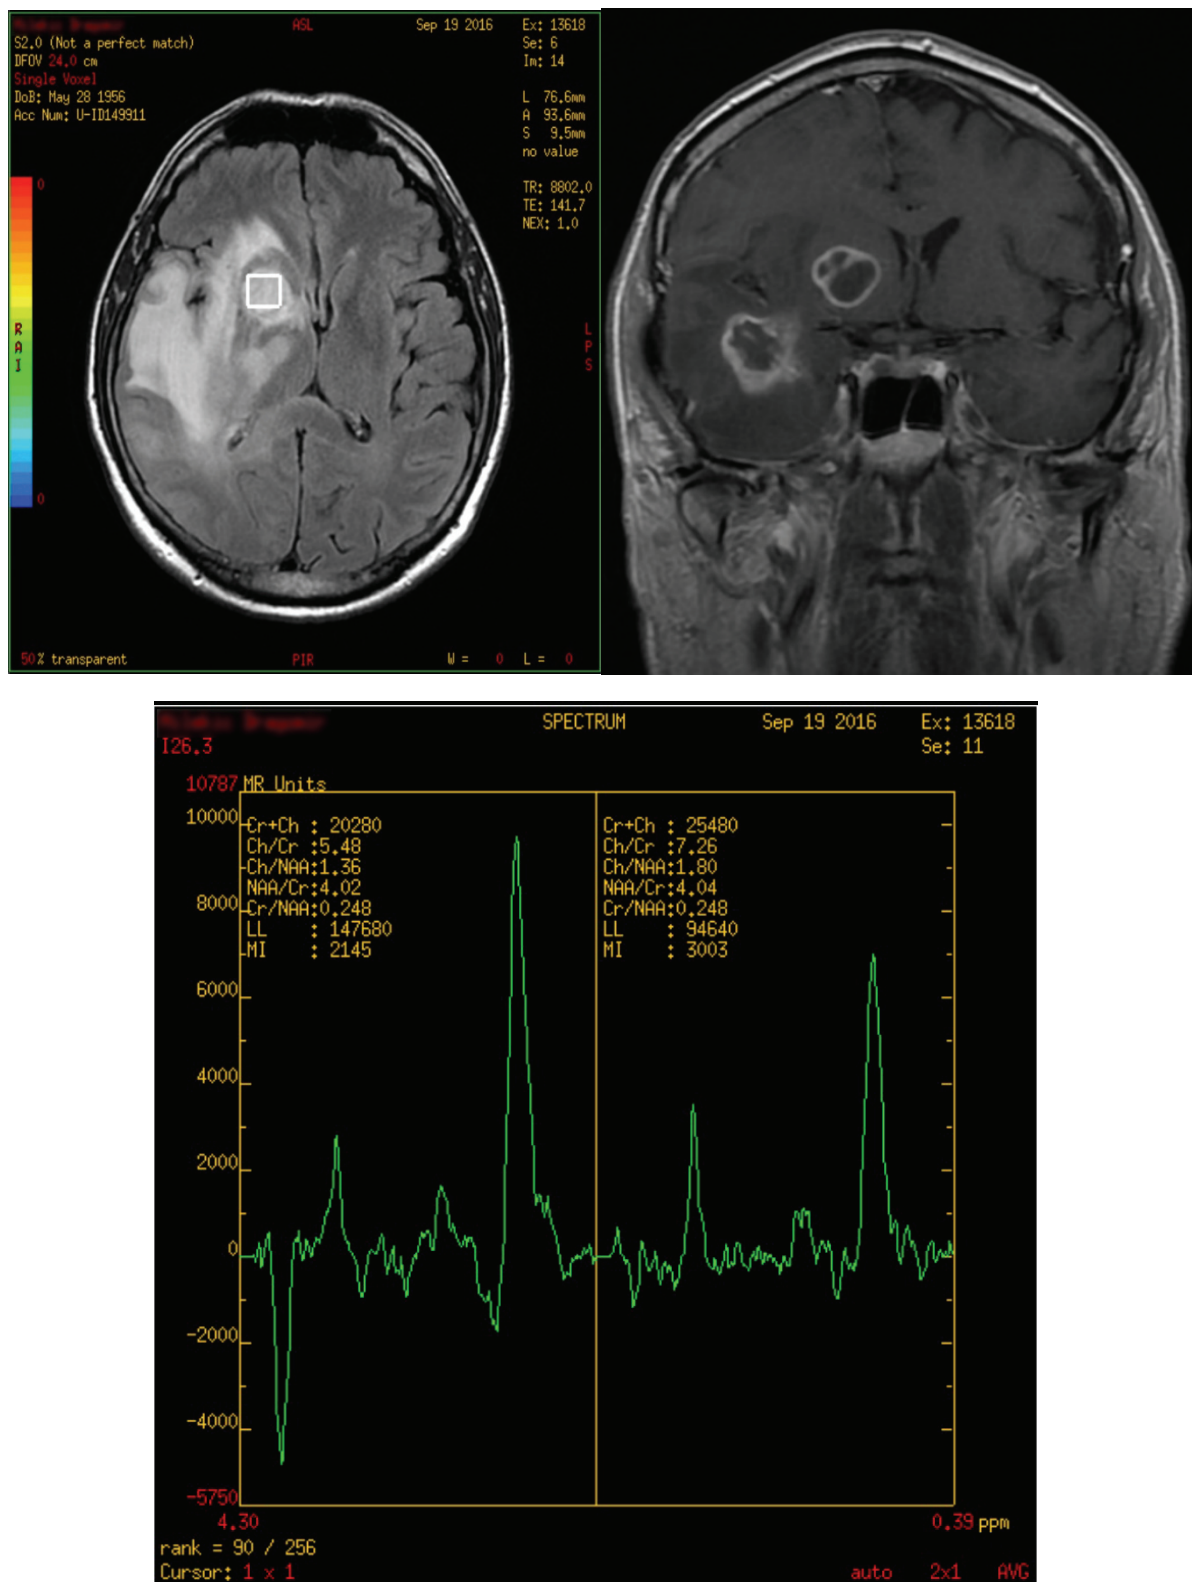 ASL
Sep 19 2016
Ex: 13618
S2.0 (Not a perfect match)
Se: 6
DFOV 24.0 cm
Im: 14
Single Voxel
DoB: May 28 1956
Acc Num: U-ID149911
L 76.6mm
A 93.6mm
S 9.5mm
no value
TR: 8802.0
TE: 141.7
NEX: 1.0
0
R
A
I
L
P
S
0
50% transparent
PIR
W = 0 L = 0
SPECTRUM
Sep 19 2016
Ex: 13618
I26.3
Se: 11
10787 MR Units
10000
8000
6000
4000
2000
0
-2000
-4000
-5750
Cr+Ch : 20280
Ch/Cr :5.48
Ch/NAA:1.36
NAA/Cr:4.02
Cr/NAA:0.248
LL : 147680
MI : 2145
Cr+Ch : 25480
Ch/Cr :7.26
Ch/NAA:1.80
NAA/Cr:4.04
Cr/NAA:0.248
LL : 94640
MI : 3003
4.30
0.39 ppm
rank = 90 / 256
Cursor: 1 x 1
auto 2x1 AVG